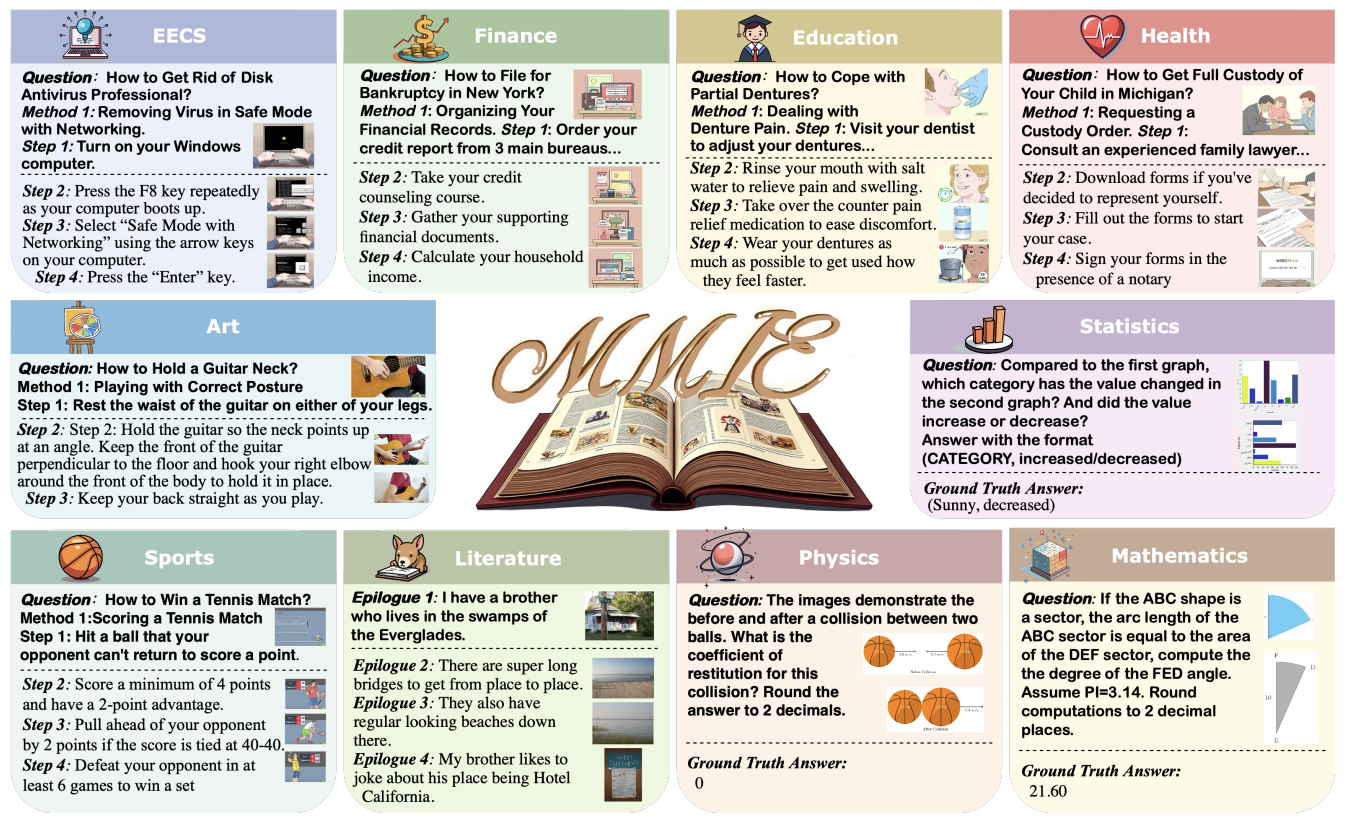 EECS
Question: How to Get Rid of Disk
Antivirus Professional?
Method 1: Removing Virus in Safe Mode
with Networking.
Step 1: Turn on your Windows
computer.
Step 2: Press the F8 key repeatedly
as your computer boots up.
Step 3: Select “Safe Mode with
Networking” using the arrow keys
on your computer.
Step 4: Press the “Enter” key.
Finance
Question: How to File for
Bankruptcy in New York?
Method 1: Organizing Your
Financial Records. Step 1: Order your
credit report from 3 main bureaus...
Step 2: Take your credit
counseling course.
Step 3: Gather your supporting
financial documents.
Step 4: Calculate your household
income.
Education
Question: How to Cope with
Partial Dentures?
Method 1: Dealing with
Denture Pain. Step 1: Visit your dentist
to adjust your dentures...
Step 2: Rinse your mouth with salt
water to relieve pain and swelling.
Step 3: Take over the counter pain
relief medication to ease discomfort.
Step 4: Wear your dentures as
much as possible to get used how
they feel faster.
Health
Question: How to Get Full Custody of
Your Child in Michigan?
Method 1: Requesting a
Custody Order. Step 1:
Consult an experienced family lawyer...
Step 2: Download forms if you've
decided to represent yourself.
Step 3: Fill out the forms to start
your case.
Step 4: Sign your forms in the
presence of a notary
Art
Question: How to Hold a Guitar Neck?
Method 1: Playing with Correct Posture
Step 1: Rest the waist of the guitar on either of your legs.
Step 2: Step 2: Hold the guitar so the neck points up
at an angle. Keep the front of the guitar
perpendicular to the floor and hook your right elbow
around the front of the body to hold it in place.
Step 3: Keep your back straight as you play.
MMIE
Statistics
Question: Compared to the first graph,
which category has the value changed in
the second graph? And did the value
increase or decrease?
Answer with the format
(CATEGORY, increased/decreased)
Ground Truth Answer:
(Sunny, decreased)
Sports
Question: How to Win a Tennis Match?
Method 1:Scoring a Tennis Match
Step 1: Hit a ball that your
opponent can't return to score a point.
Step 2: Score a minimum of 4 points
and have a 2-point advantage.
Step 3: Pull ahead of your opponent
by 2 points if the score is tied at 40-40.
Step 4: Defeat your opponent in at
least 6 games to win a set
Literature
Epilogue 1: I have a brother
who lives in the swamps of
the Everglades.
Epilogue 2: There are super long
bridges to get from place to place.
Epilogue 3: They also have
regular looking beaches down
there.
Epilogue 4: My brother likes to
joke about his place being Hotel
California.
Physics
Question: The images demonstrate the
before and after a collision between two
balls. What is the
coefficient of
restitution for this
collision? Round the
answer to 2 decimals.
After Collision
Ground Truth Answer:
0
Mathematics
Question: If the ABC shape is
a sector, the arc length of the
ABC sector is equal to the area
of the DEF sector, compute the
the degree of the FED angle.
Assume PI=3.14. Round
computations to 2 decimal
places.
F
D
10
E
Ground Truth Answer:
21.60